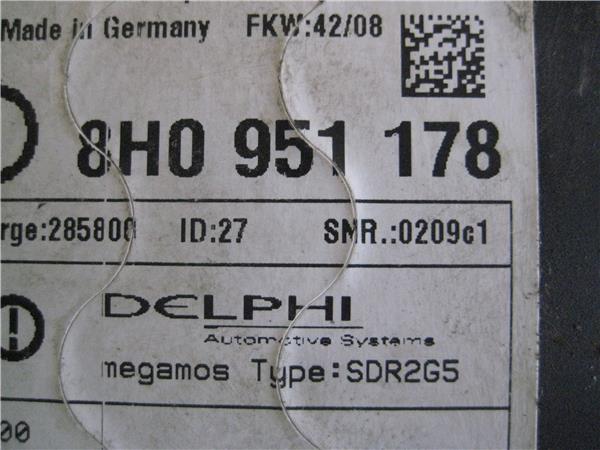 Made in Germany FKW:42/08
8H0 951 178
rge:285800 ID:27 SNR.:0209c1
DELPHI
Automotive Systems
megamos Type:SDR2G5
00